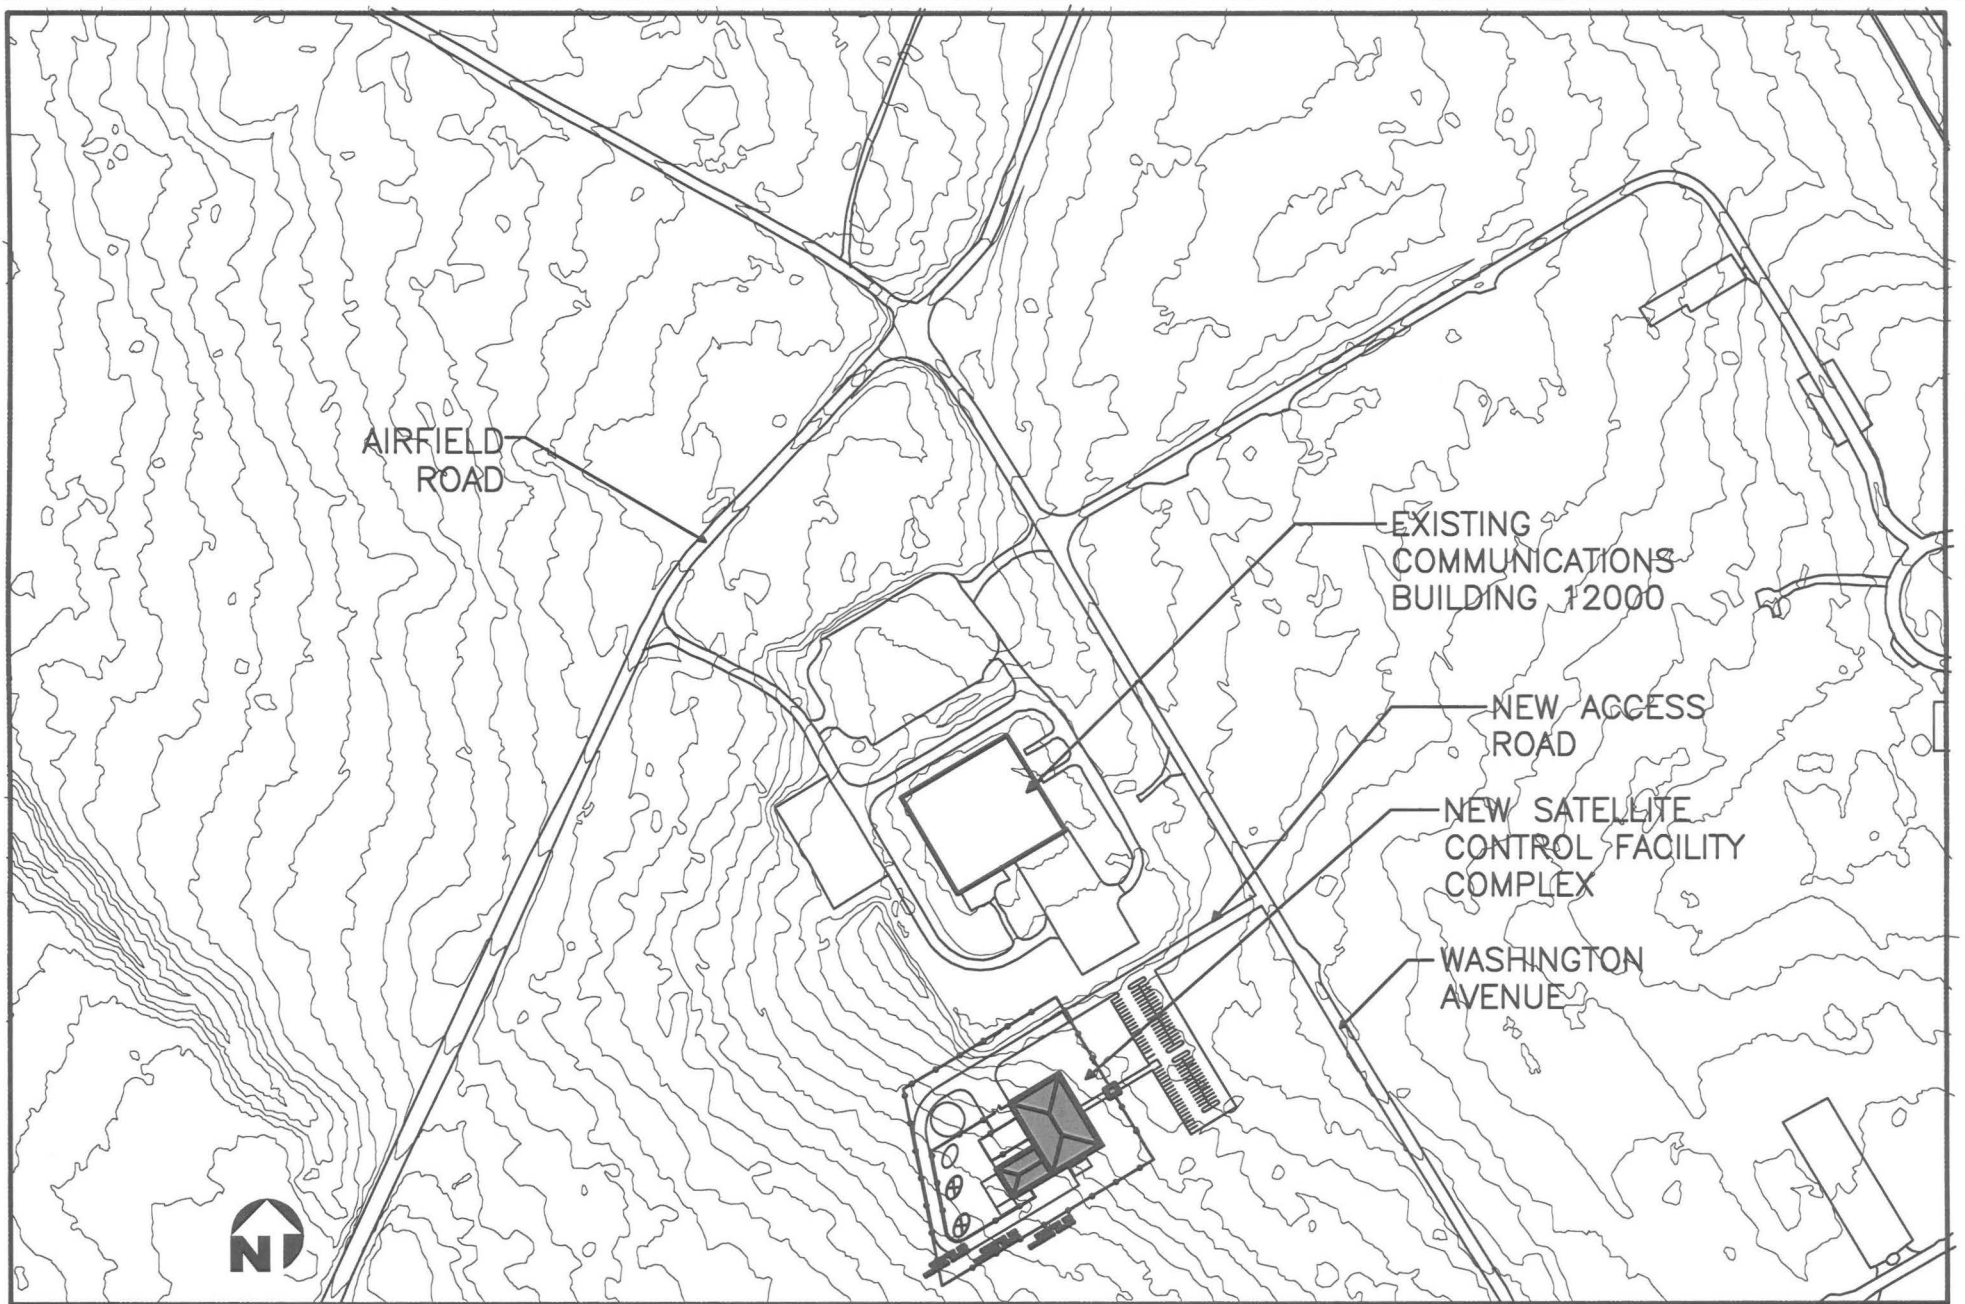 AIRFIELD
ROAD
EXISTING
COMMUNICATIONS
BUILDING 12000
NEW ACCESS
ROAD
NEW SATELLITE
CONTROL FACILITY
COMPLEX
WASHINGTON
AVENUE
N